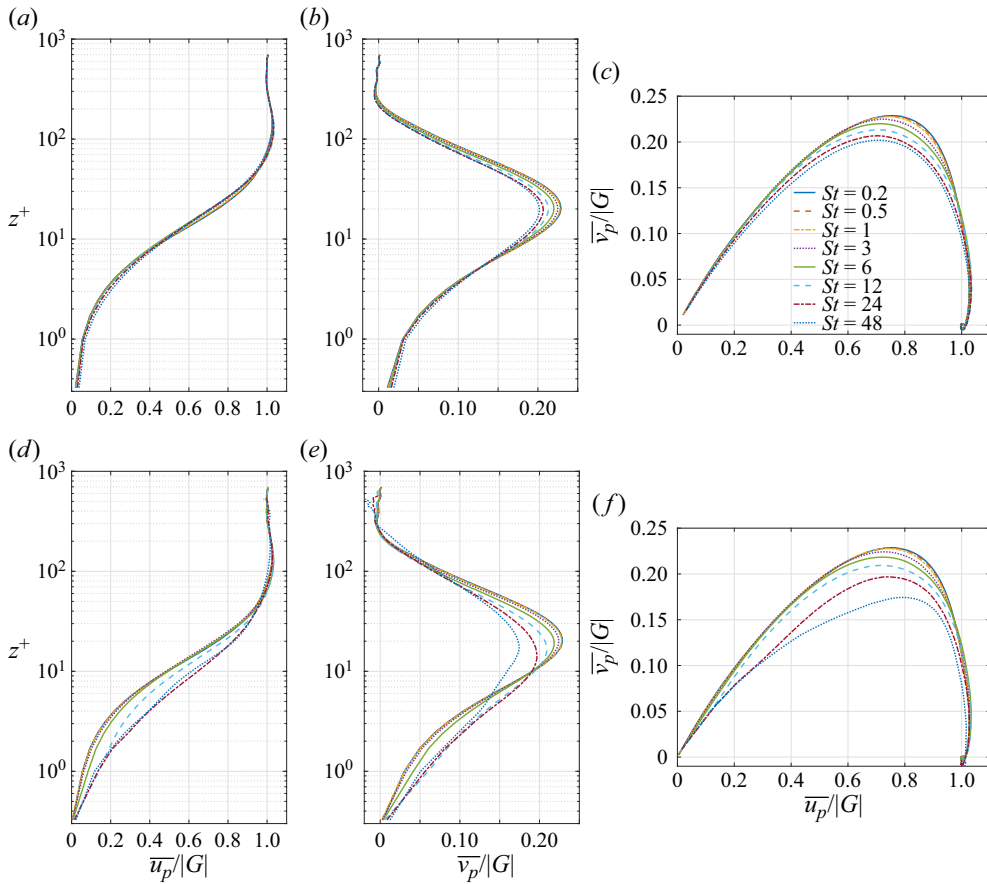 (a)
10³
10²
z⁺
10¹
10⁰
0 0.2 0.4 0.6 0.8 1.0
(b)
10³
10²
10¹
10⁰
0 0.10 0.20
(c)
0.25
0.20
0.15
0.10
0.05
0
v̅p̅/|G|
St = 0.2
St = 0.5
St = 1
St = 3
St = 6
St = 12
St = 24
St = 48
0 0.2 0.4 0.6 0.8 1.0
(d)
10³
10²
z⁺
10¹
10⁰
0 0.2 0.4 0.6 0.8 1.0
u̅p̅/|G|
(e)
10³
10²
10¹
10⁰
0 0.10 0.20
v̅p̅/|G|
(f)
0.25
0.20
0.15
0.10
0.05
0
v̅p̅/|G|
0 0.2 0.4 0.6 0.8 1.0
u̅p̅/|G|